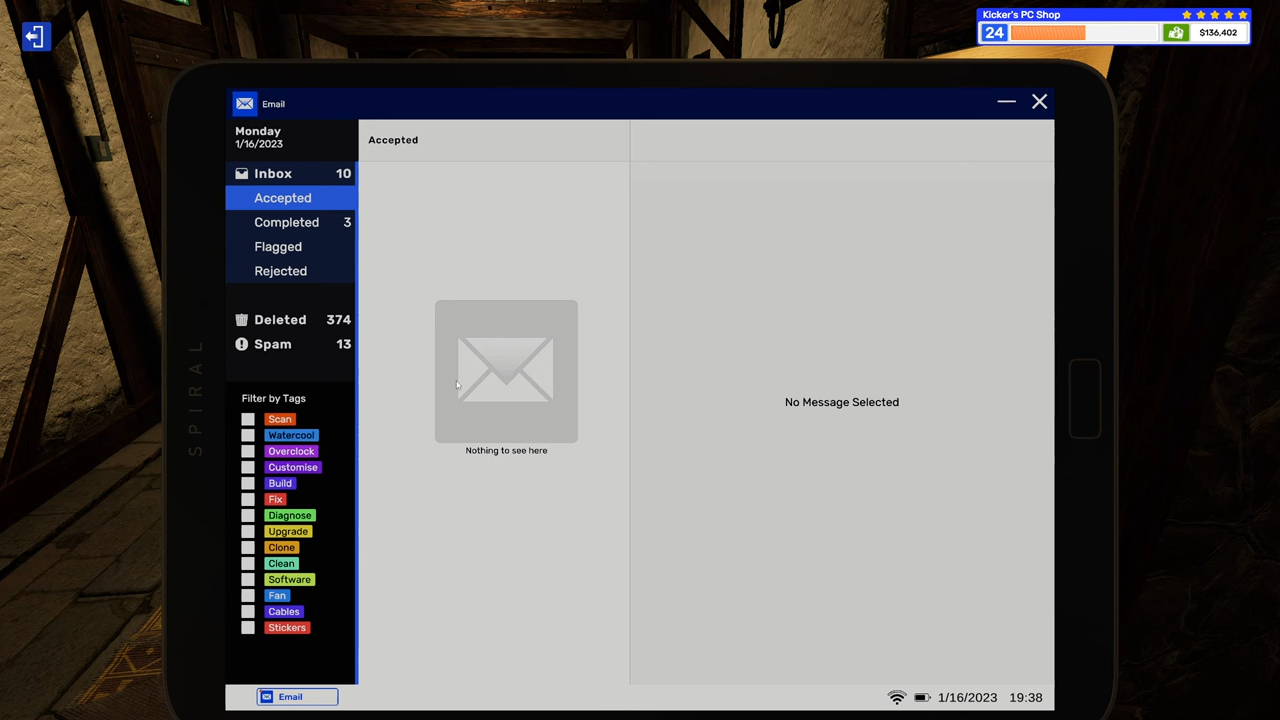 Kicker's PC Shop
24
$136,402
Email
Monday
1/16/2023
Accepted
Inbox 10
Accepted
Completed 3
Flagged
Rejected
Deleted 374
Spam 13
Nothing to see here
No Message Selected
Filter by Tags
Scan
Watercool
Overclock
Customise
Build
Fix
Diagnose
Upgrade
Clone
Clean
Software
Fan
Cables
Stickers
SPIRAL
Email
1/16/2023 19:38